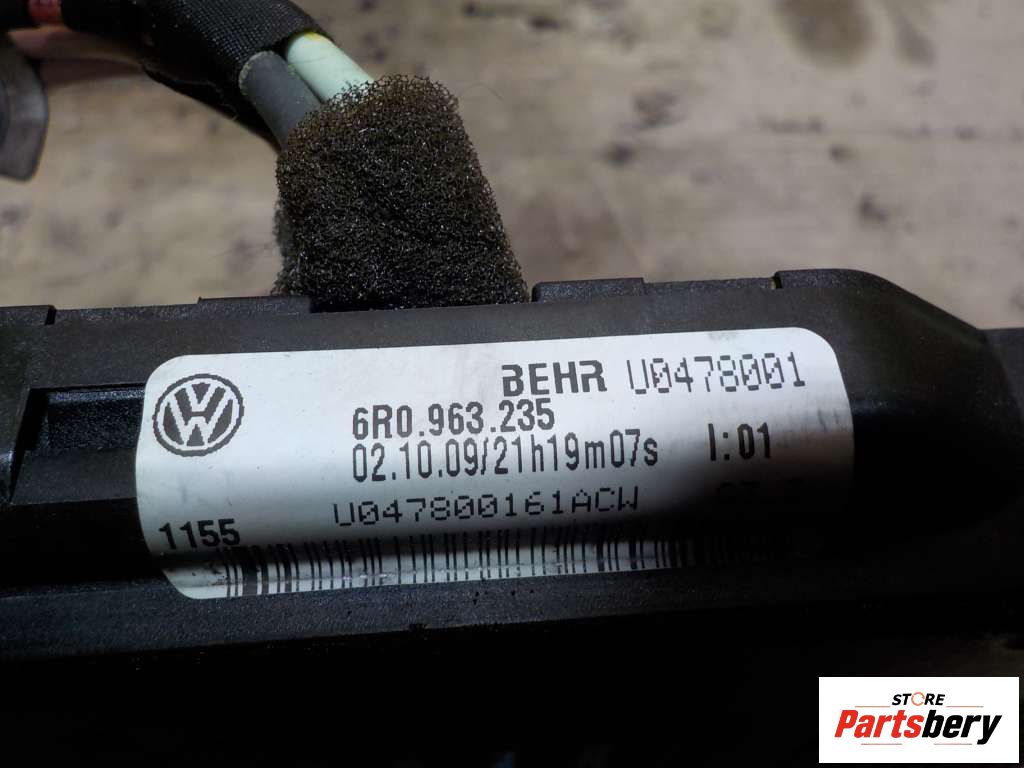 BEHR U0478001
6R0.963.235
02.10.09/21h19m07s I:01
U047800161ACW
1155
STORE
Partsbery